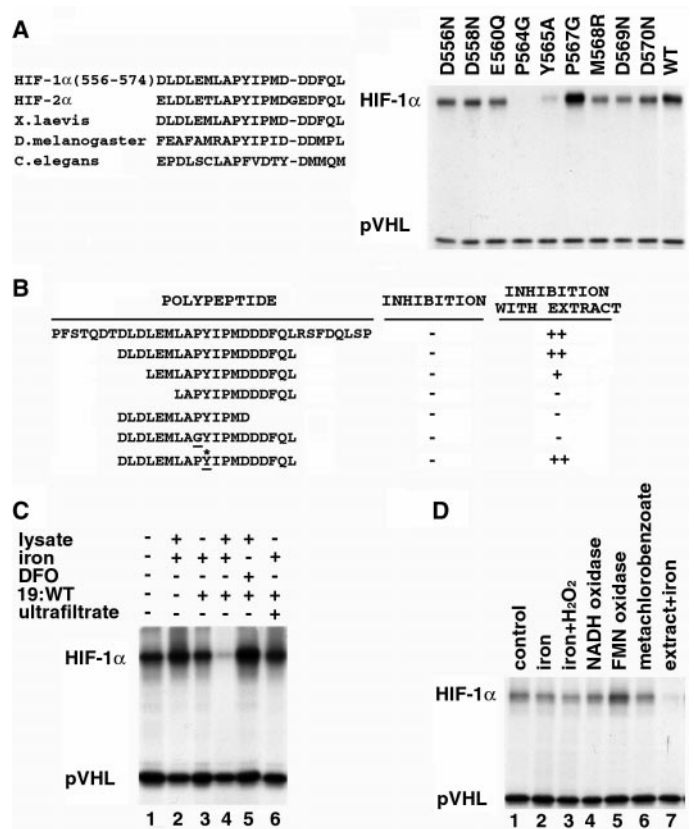 A
HIF-1α(556-574) DLDLEMLAPYIPMD-DDFQL
HIF-2α ELDLETLAPYIPMDGEDFQL
X.laevis DLDLEMLAPYIPMD-DDFQL
D.melanogaster FEAFAMRAPYIPID-DDMPL
C.elegans EPDLSCLAPFVDTY-DMMQM
D556N D558N E560Q P564G Y565A P567G M568R D569N D570N WT
HIF-1α
pVHL
B
POLYPEPTIDE INHIBITION INHIBITION WITH EXTRACT
PFSTQDTDLDLEMLAPYIPMDDDFQLRSFDQLSP - ++
DLDLEMLAPYIPMDDDFQL - ++
LEMLAPYIPMDDDFQL - +
LAPYIPMDDDFQL - -
DLDLEMLAPYIPMD - -
DLDLEMLAGYIPMDDDFQL - -
*
DLDLEMLAPYIPMDDDFQL - ++
C
lysate - + - + + -
iron - + + + + +
DFO - - - - + -
19:WT - - + + + +
ultrafiltrate - - - - - +
HIF-1α
pVHL
1 2 3 4 5 6
D
control iron iron+H2O2 NADH oxidase FMN oxidase metachlorobenzoate extract+iron
HIF-1α
pVHL
1 2 3 4 5 6 7